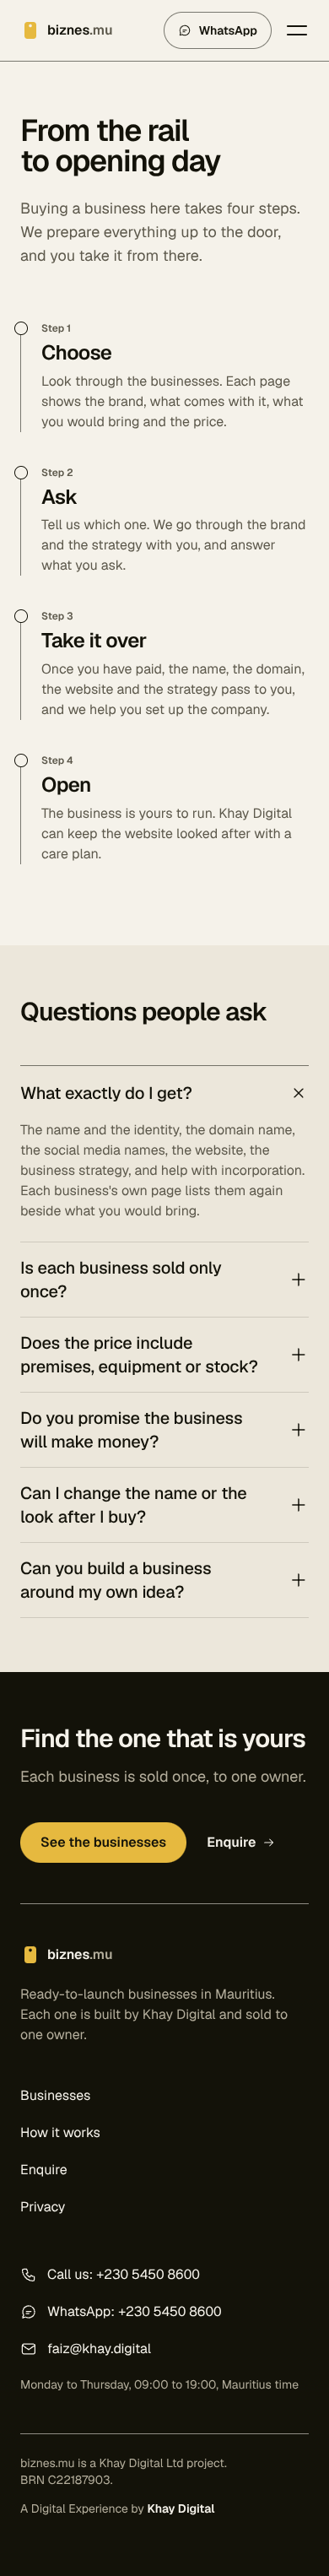 biznes.mu
WhatsApp
From the rail
to opening day
Buying a business here takes four steps.
We prepare everything up to the door,
and you take it from there.
Step 1
Choose
Look through the businesses. Each page
shows the brand, what comes with it, what
you would bring and the price.
Step 2
Ask
Tell us which one. We go through the brand
and the strategy with you, and answer
what you ask.
Step 3
Take it over
Once you have paid, the name, the domain,
the website and the strategy pass to you,
and we help you set up the company.
Step 4
Open
The business is yours to run. Khay Digital
can keep the website looked after with a
care plan.
Questions people ask
What exactly do I get?
The name and the identity, the domain name,
the social media names, the website, the
business strategy, and help with incorporation.
Each business's own page lists them again
beside what you would bring.
Is each business sold only
once?
Does the price include
premises, equipment or stock?
Do you promise the business
will make money?
Can I change the name or the
look after I buy?
Can you build a business
around my own idea?
Find the one that is yours
Each business is sold once, to one owner.
See the businesses
Enquire →
biznes.mu
Ready-to-launch businesses in Mauritius.
Each one is built by Khay Digital and sold to
one owner.
Businesses
How it works
Enquire
Privacy
Call us: +230 5450 8600
WhatsApp: +230 5450 8600
faiz@khay.digital
Monday to Thursday, 09:00 to 19:00, Mauritius time
biznes.mu is a Khay Digital Ltd project.
BRN C22187903.
A Digital Experience by Khay Digital